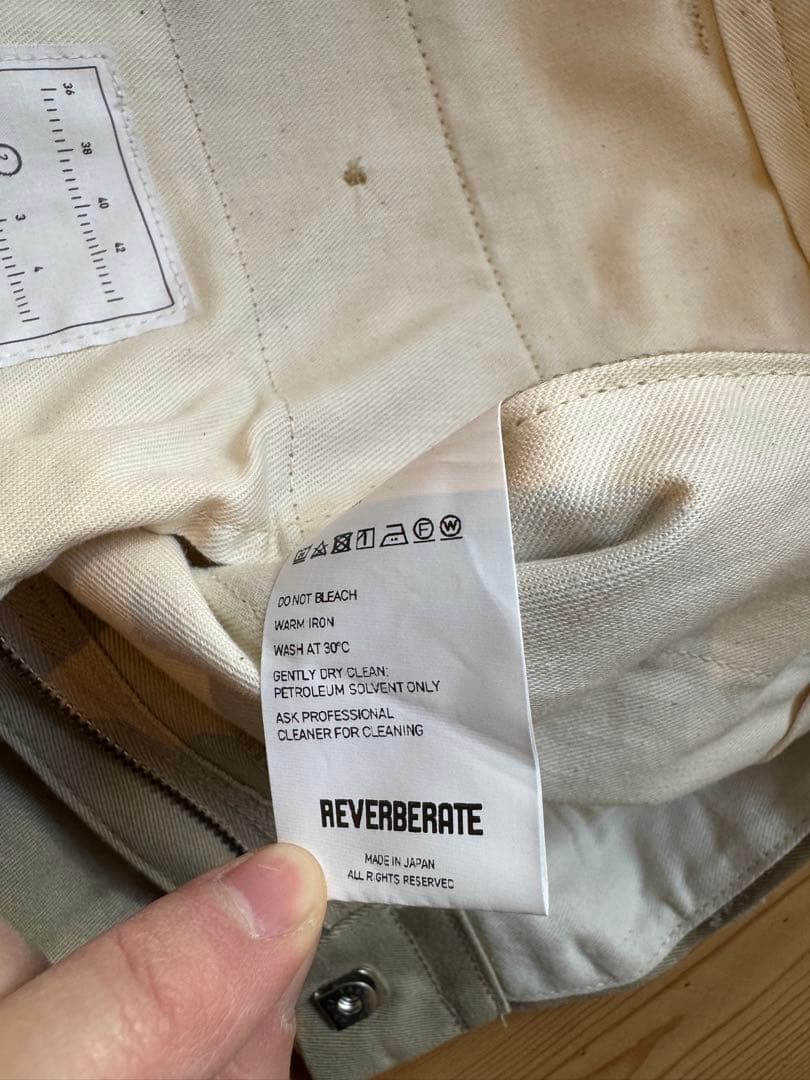 36
38
40
42
2
3
4
F W
DO NOT BLEACH
WARM IRON
WASH AT 30°C
GENTLY DRY CLEAN:
PETROLEUM SOLVENT ONLY
ASK PROFESSIONAL
CLEANER FOR CLEANING
REVERBERATE
MADE IN JAPAN
ALL RIGHTS RESERVED